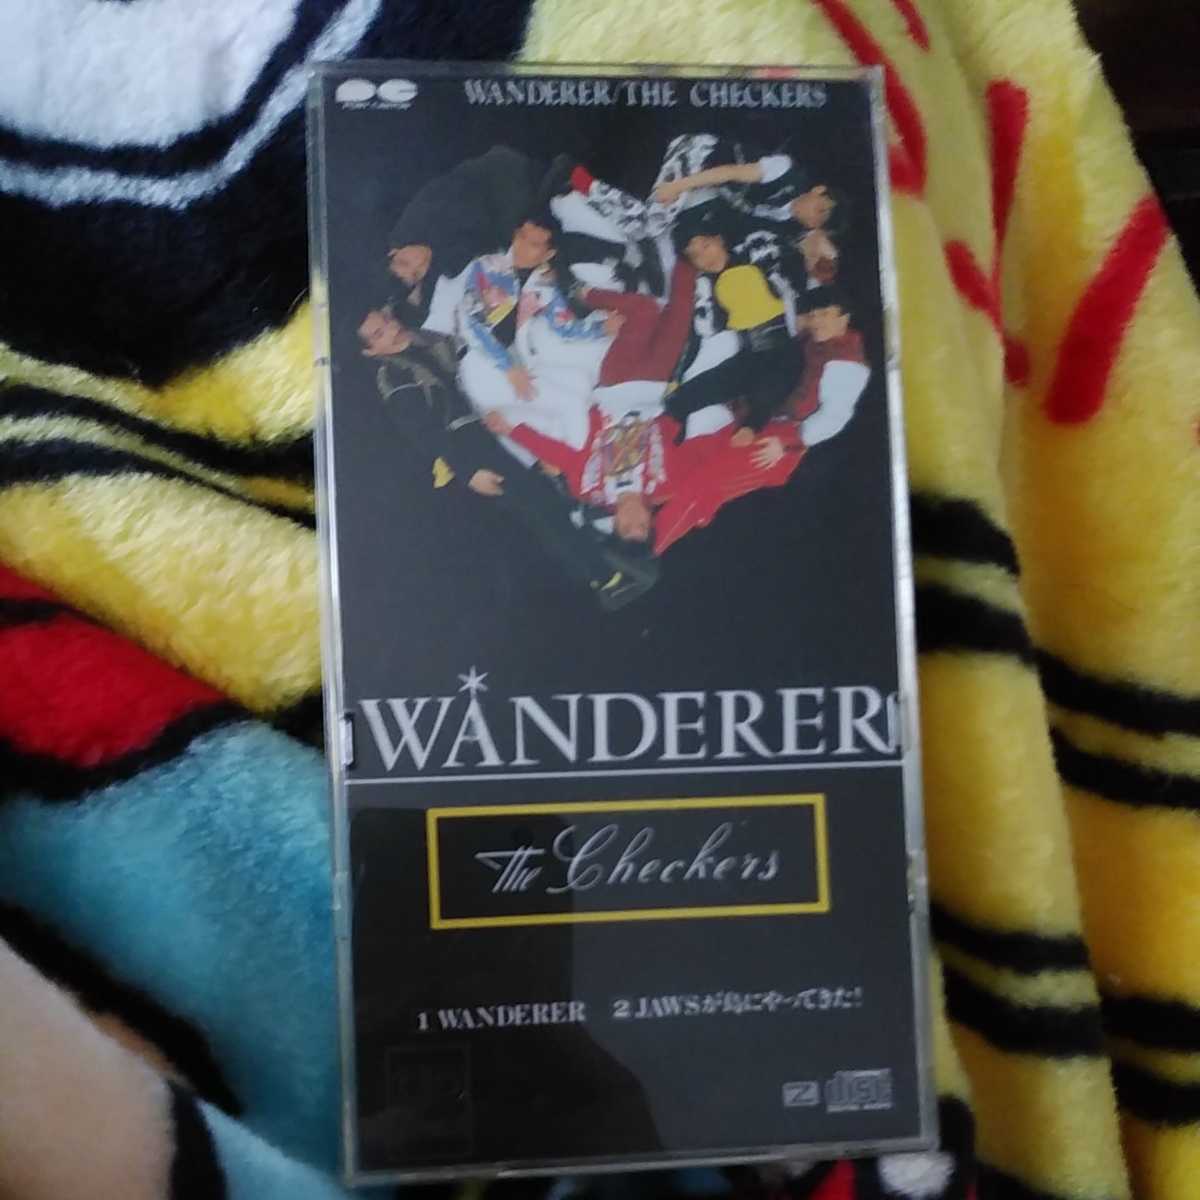 WANDERER/THE CHECKERS
WANDERER
The Checkers
1 WANDERER 2 JAWSが島にやってきた!
Z disc